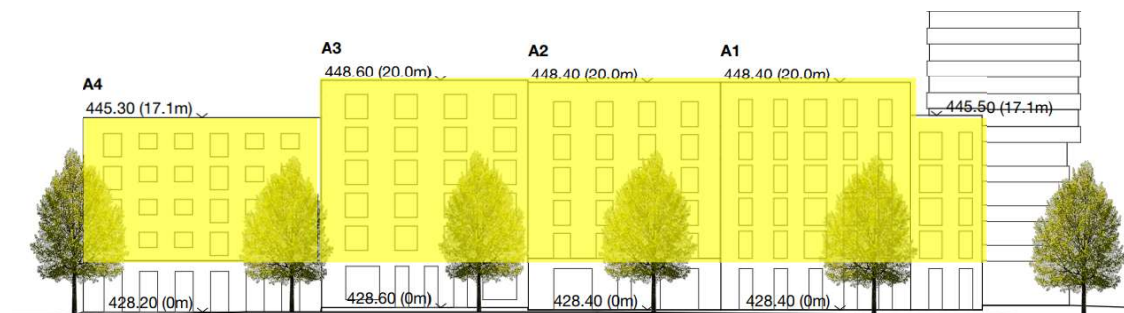 A3
A2
A1
448.60 (20.0m)
448.40 (20.0m)
448.40 (20.0m)
A4
445.30 (17.1m)
445.50 (17.1m)
428.20 (0m)
428.60 (0m)
428.40 (0m)
428.40 (0m)